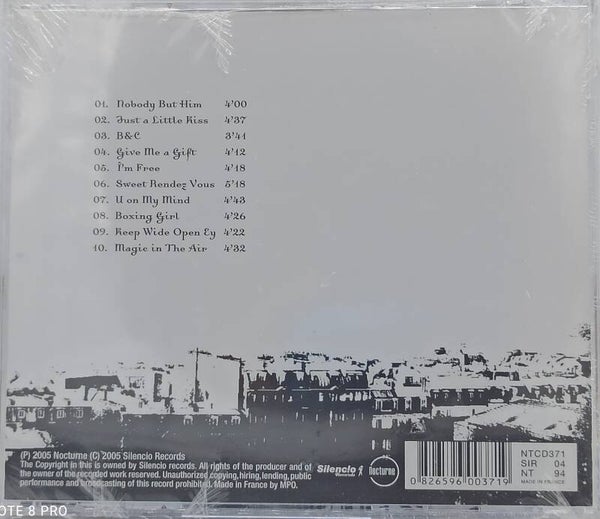 01. Nobody But Him 4'00
02. Just a Little Kiss 4'37
03. B&C 3'41
04. Give Me a Gift 4'12
05. I'm Free 4'18
06. Sweet Rendez Vous 5'18
07. U on My Mind 4'43
08. Boxing Girl 4'26
09. Keep Wide Open Ey 4'22
10. Magic in The Air 4'32
(P) 2005 Nocturne (C) 2005 Silencio Records
The Copyright in this is owned by Silencio records. All rights of the producer and of
the owner of the recorded work reserved. Unauthorized copying, hiring, lending, public
performance and broadcasting of this record prohibited. Made in France by MPO.
Silencio
Records
Nocturne
0 826596 003719
NTCD371
SIR 04
NT 94
MADE IN FRANCE
OTE 8 PRO